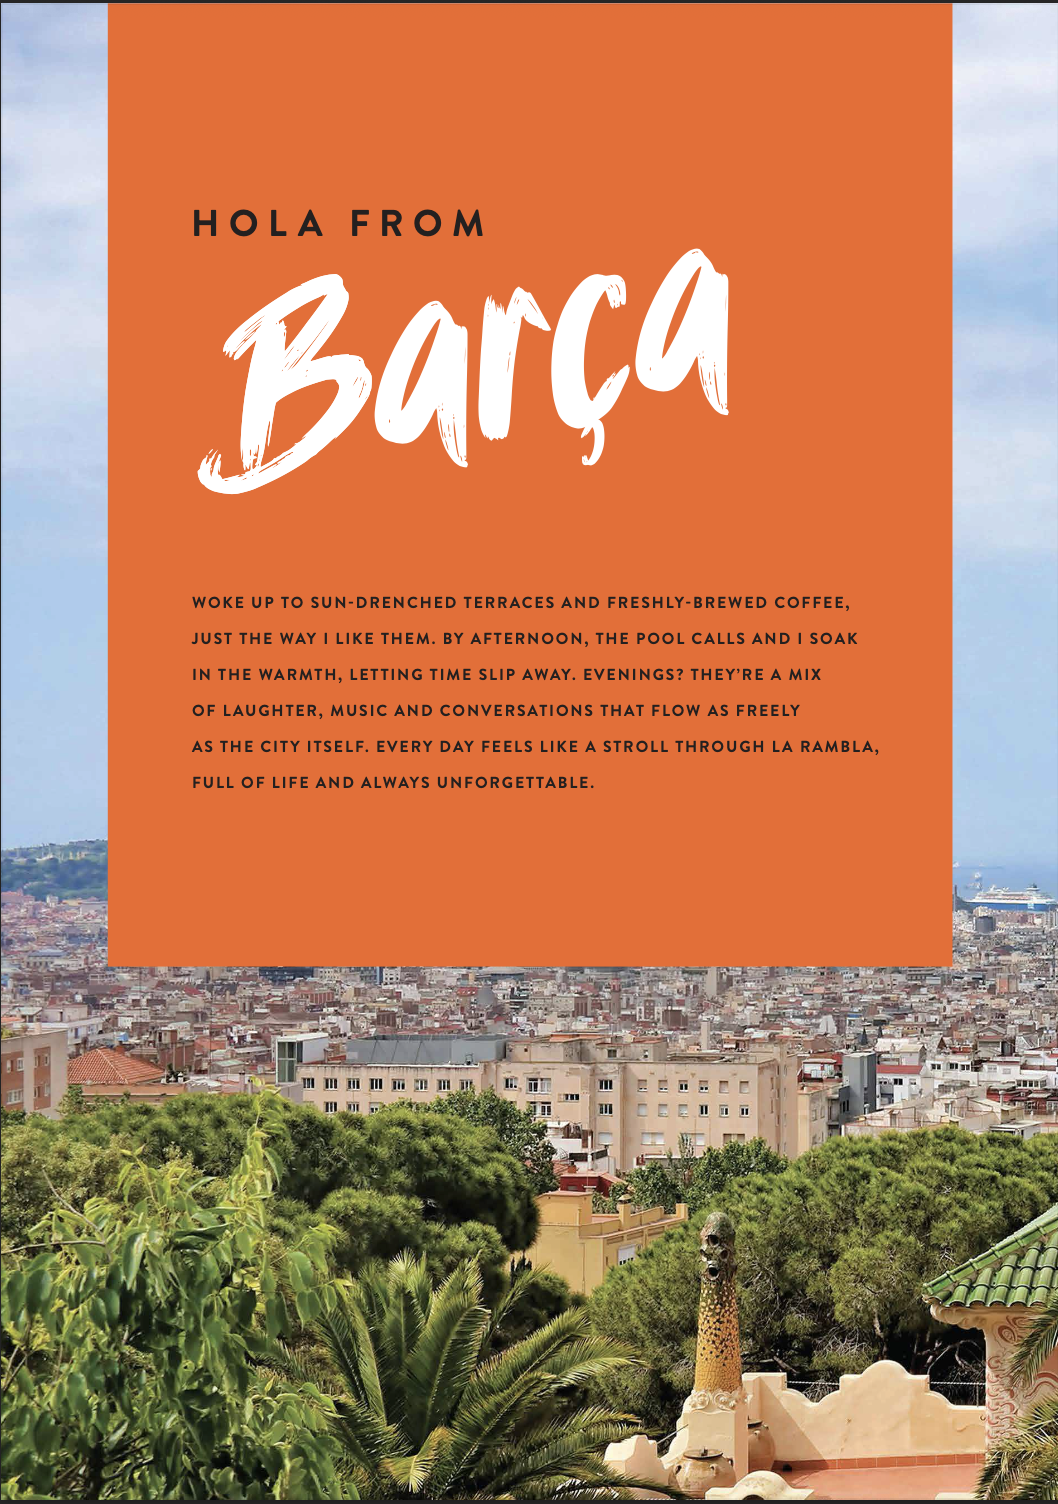 HOLA FROM
Barça
WOKE UP TO SUN-DRENCHED TERRACES AND FRESHLY-BREWED COFFEE,
JUST THE WAY I LIKE THEM. BY AFTERNOON, THE POOL CALLS AND I SOAK
IN THE WARMTH, LETTING TIME SLIP AWAY. EVENINGS? THEY’RE A MIX
OF LAUGHTER, MUSIC AND CONVERSATIONS THAT FLOW AS FREELY
AS THE CITY ITSELF. EVERY DAY FEELS LIKE A STROLL THROUGH LA RAMBLA,
FULL OF LIFE AND ALWAYS UNFORGETTABLE.